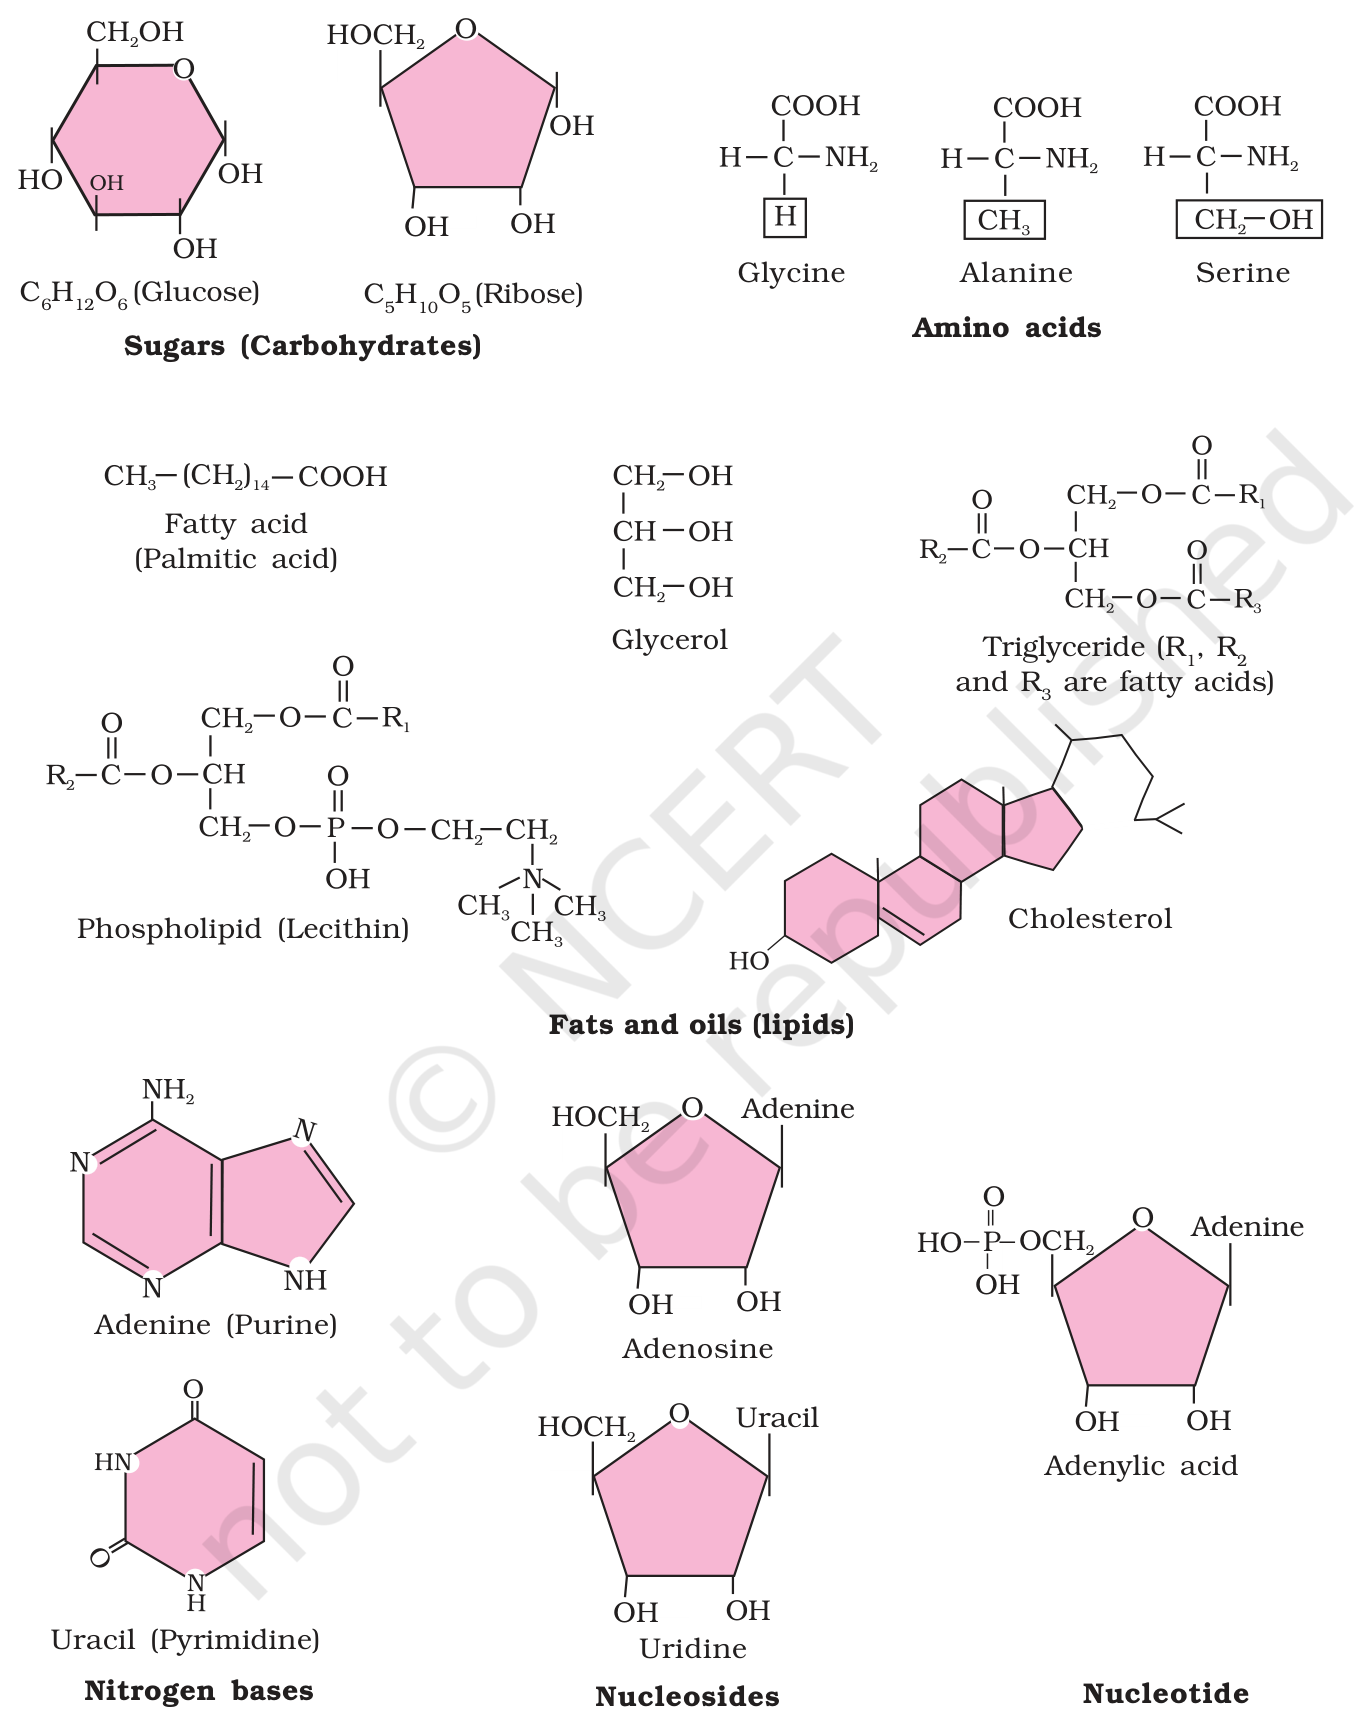 CH₂OH
O
HO
OH
OH
OH
C₆H₁₂O₆ (Glucose)
HOCH₂
O
OH
OH
OH
C₅H₁₀O₅ (Ribose)
Sugars (Carbohydrates)
COOH
H—C—NH₂
H
Glycine
COOH
H—C—NH₂
CH₃
Alanine
COOH
H—C—NH₂
CH₂—OH
Serine
Amino acids
CH₃—(CH₂)₁₄—COOH
Fatty acid
(Palmitic acid)
CH₂—OH
CH—OH
CH₂—OH
Glycerol
O
CH₂—O—C—R₁
O
R₂—C—O—CH
O
CH₂—O—C—R₃
Triglyceride (R₁, R₂
and R₃ are fatty acids)
O
CH₂—O—C—R₁
O
R₂—C—O—CH
O
CH₂—O—P—O—CH₂—CH₂
OH
N
CH₃
CH₃
CH₃
Phospholipid (Lecithin)
HO
Cholesterol
Fats and oils (lipids)
NH₂
N
N
N
NH
Adenine (Purine)
HOCH₂
O
Adenine
OH
OH
Adenosine
O
HO—P—OCH₂
OH
O
Adenine
OH
OH
Adenylic acid
O
HN
O
N
H
Uracil (Pyrimidine)
Nitrogen bases
HOCH₂
O
Uracil
OH
OH
Uridine
Nucleosides
Nucleotide
© NCERT
not to be republished